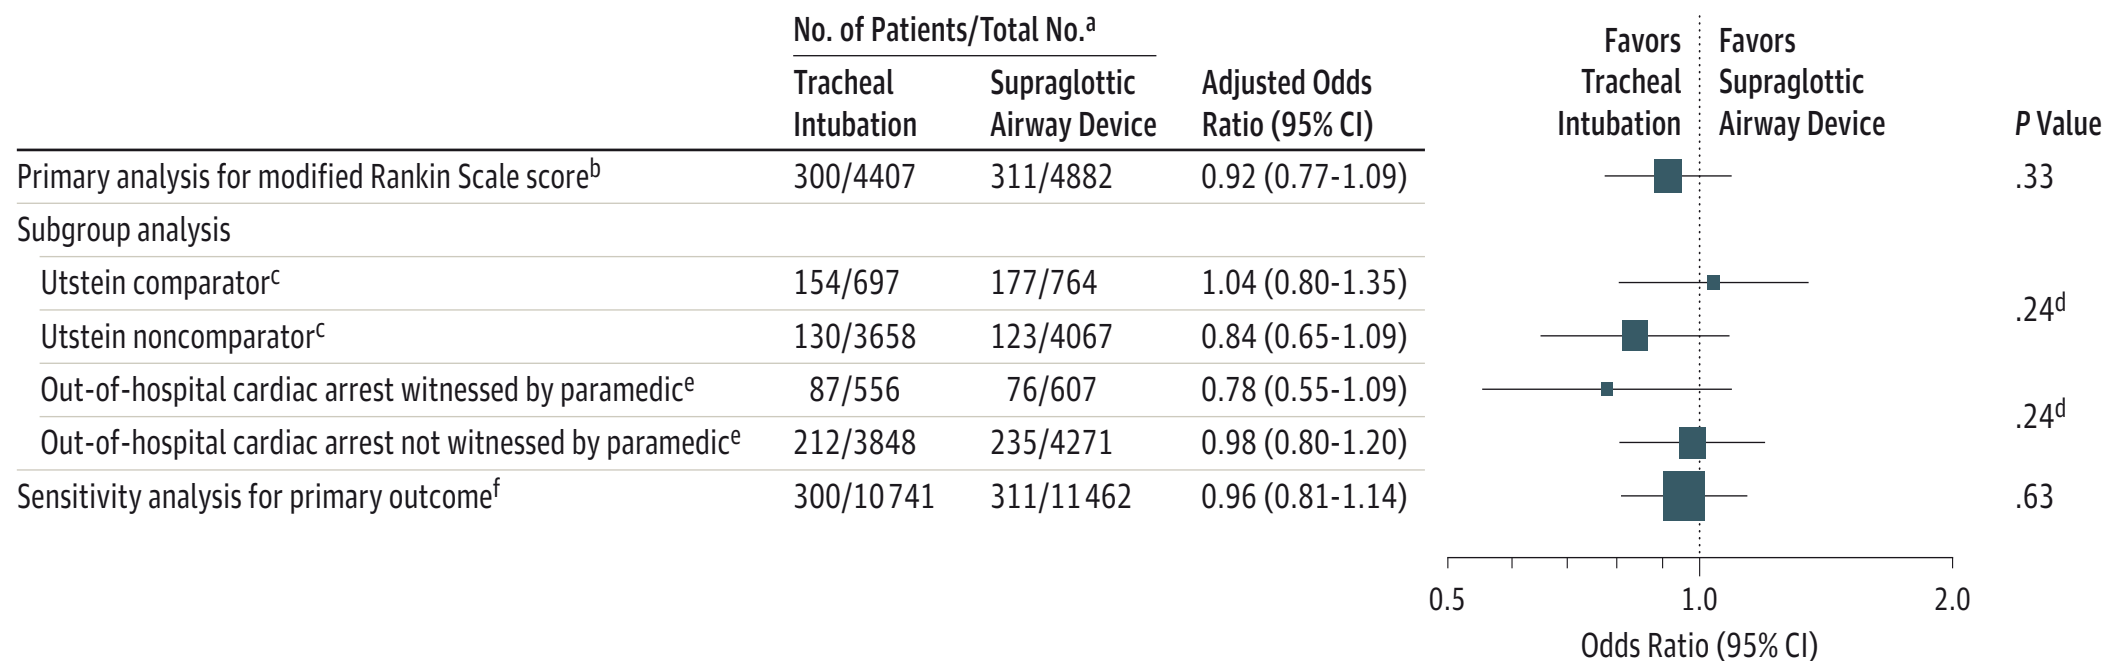 No. of Patients/Total No.a
Tracheal Intubation
Supraglottic Airway Device
Adjusted Odds Ratio (95% CI)
Favors Tracheal Intubation
Favors Supraglottic Airway Device
P Value
Primary analysis for modified Rankin Scale scoreb 300/4407 311/4882 0.92 (0.77-1.09) .33
Subgroup analysis
Utstein comparatorc 154/697 177/764 1.04 (0.80-1.35)
.24d
Utstein noncomparatorc 130/3658 123/4067 0.84 (0.65-1.09)
Out-of-hospital cardiac arrest witnessed by paramedice 87/556 76/607 0.78 (0.55-1.09)
.24d
Out-of-hospital cardiac arrest not witnessed by paramedice 212/3848 235/4271 0.98 (0.80-1.20)
Sensitivity analysis for primary outcomef 300/10741 311/11462 0.96 (0.81-1.14) .63
0.5 1.0 2.0
Odds Ratio (95% CI)